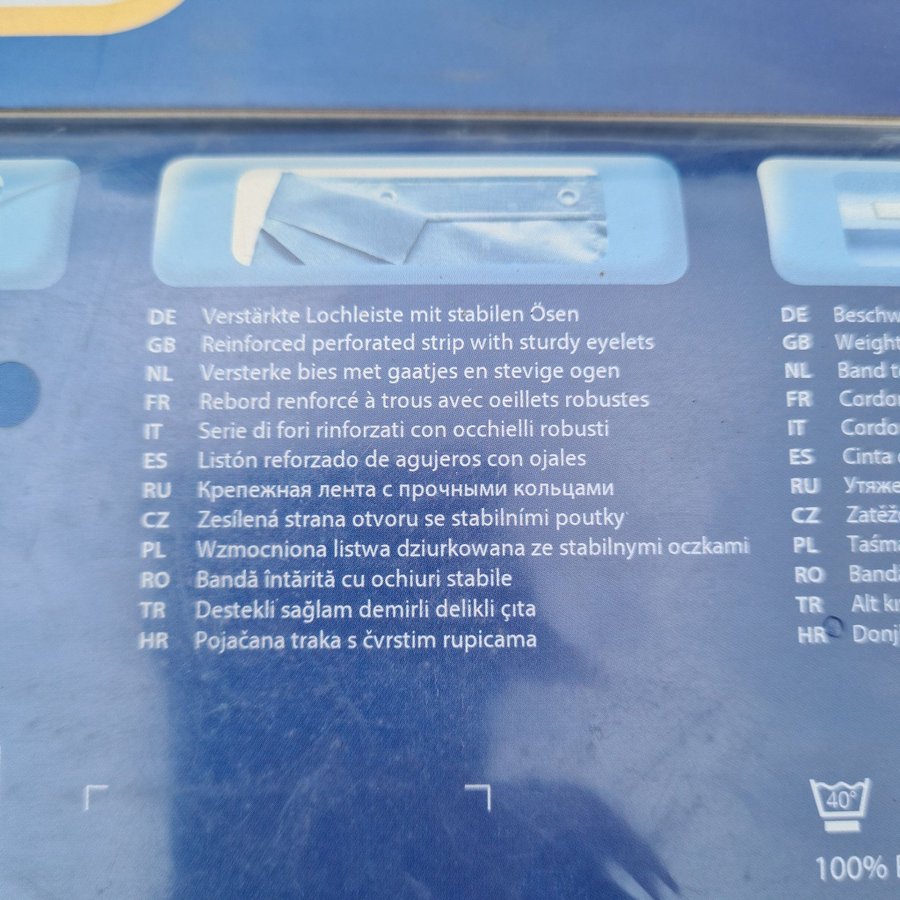 DE Verstärkte Lochleiste mit stabilen Ösen
GB Reinforced perforated strip with sturdy eyelets
NL Versterke bies met gaatjes en stevige ogen
FR Rebord renforcé à trous avec oeillets robustes
IT Serie di fori rinforzati con occhielli robusti
ES Listón reforzado de agujeros con ojales
RU Крепежная лента с прочными кольцами
CZ Zesílená strana otvoru se stabilními poutky
PL Wzmocniona listwa dziurkowana ze stabilnymi oczkami
RO Bandă întărită cu ochiuri stabile
TR Destekli sağlam demirli delikli çıta
HR Pojačana traka s čvrstim rupicama
DE
GB
NL Band
FR
IT
ES Cinta
RU
CZ
PL
RO
TR Alt
HR
40°
100%